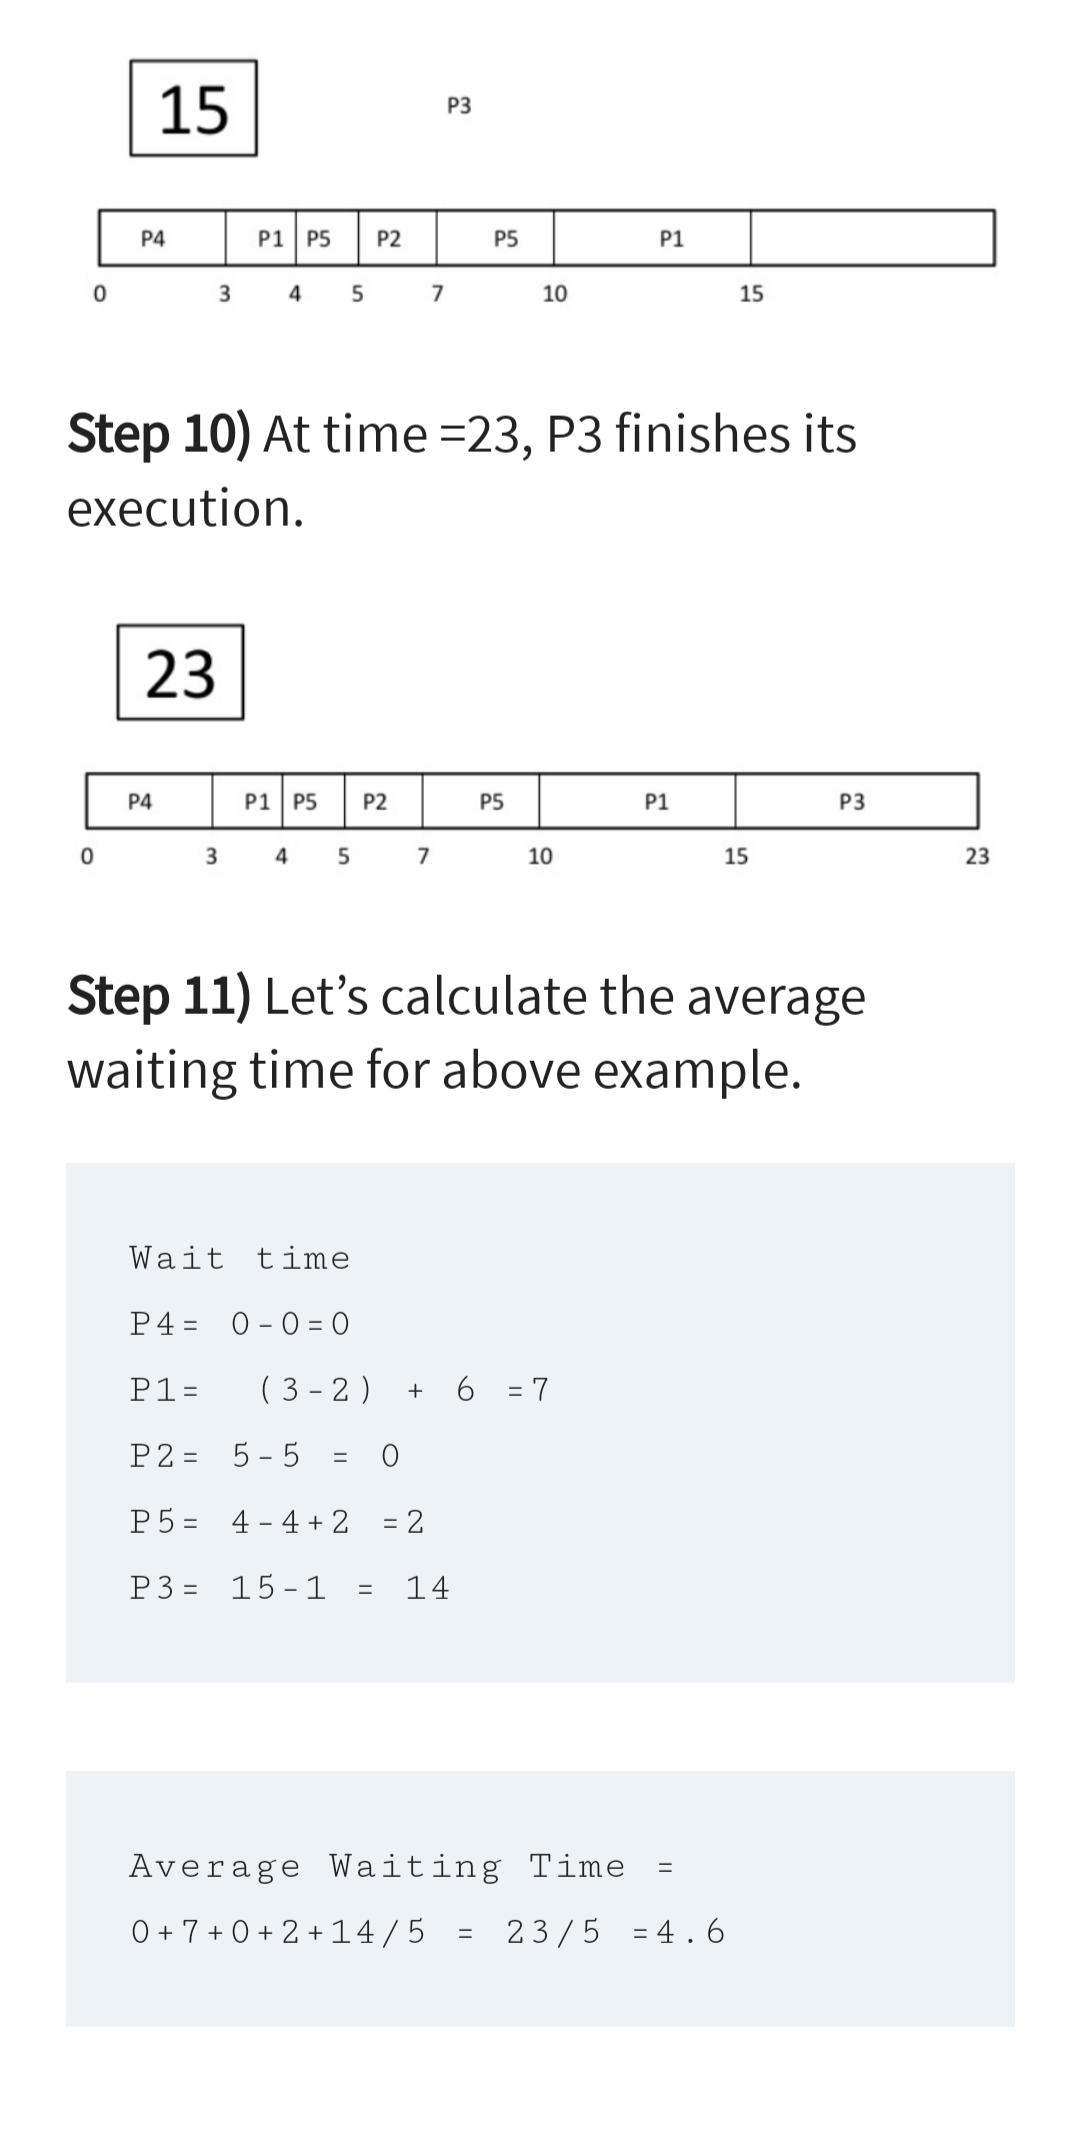 15
P3
P4 P1 P5 P2 P5 P1
0 3 4 5 7 10 15
Step 10) At time =23, P3 finishes its
execution.
23
P4 P1 P5 P2 P5 P1 P3
0 3 4 5 7 10 15 23
Step 11) Let’s calculate the average
waiting time for above example.
Wait time
P4= 0-0=0
P1=  (3-2) + 6 =7
P2= 5-5 = 0
P5= 4-4+2 =2
P3= 15-1 = 14
Average Waiting Time =
0+7+0+2+14/5 = 23/5 =4.6